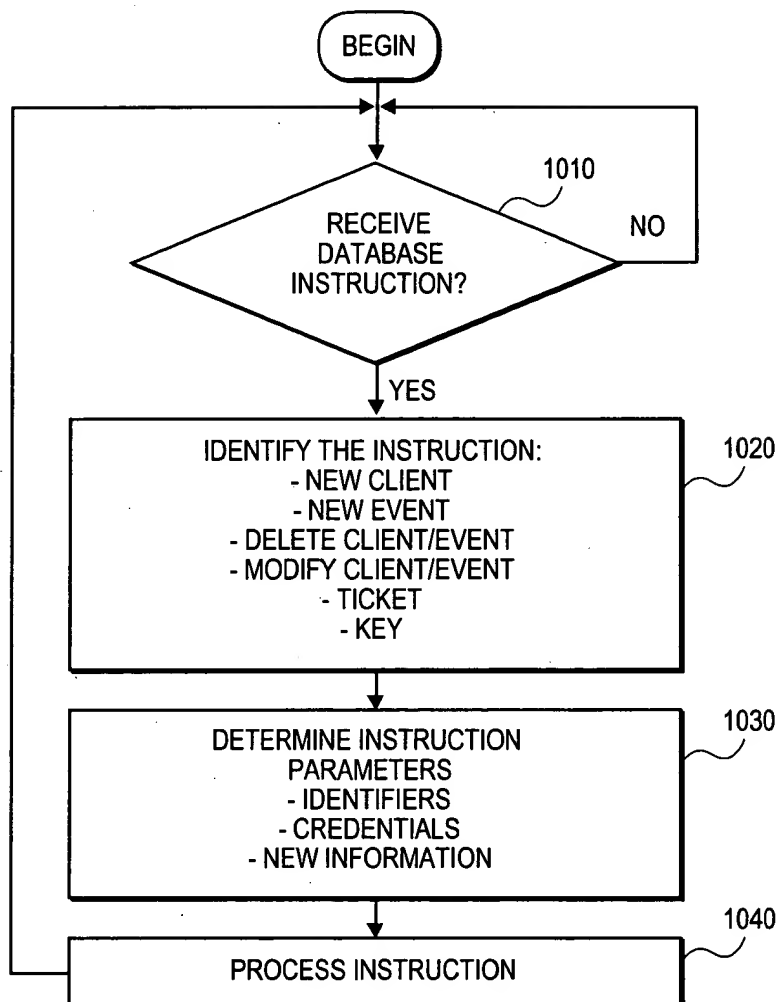 BEGIN
1010
RECEIVE
DATABASE
INSTRUCTION?
NO
YES
IDENTIFY THE INSTRUCTION:
- NEW CLIENT
- NEW EVENT
- DELETE CLIENT/EVENT
- MODIFY CLIENT/EVENT
- TICKET
- KEY
1020
DETERMINE INSTRUCTION
PARAMETERS
- IDENTIFIERS
- CREDENTIALS
- NEW INFORMATION
1030
PROCESS INSTRUCTION
1040